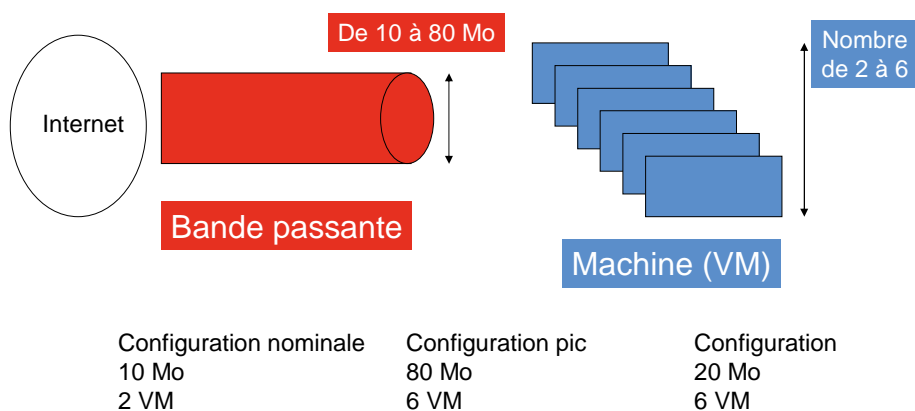 De 10 à 80 Mo
Nombre
de 2 à 6
Internet
Bande passante
Machine (VM)
Configuration nominale
10 Mo
2 VM
Configuration pic
80 Mo
6 VM
Configuration
20 Mo
6 VM